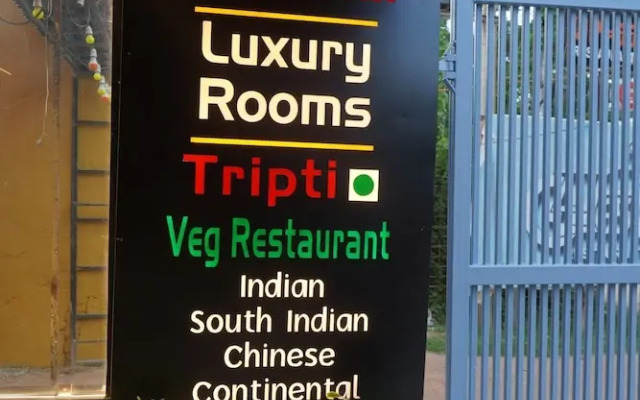 Luxury
Rooms
Tripti
Veg Restaurant
Indian
South Indian
Chinese
Continental